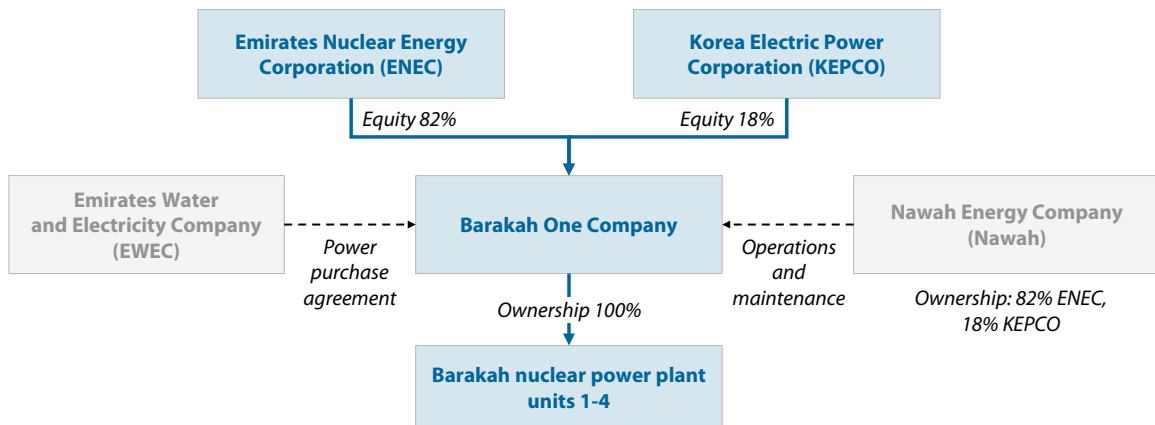 Emirates Nuclear Energy
Corporation (ENEC)
Korea Electric Power
Corporation (KEPCO)
Equity 82%
Equity 18%
Emirates Water
and Electricity Company
(EWEC)
Power
purchase
agreement
Barakah One Company
Operations
and
maintenance
Nawah Energy Company
(Nawah)
Ownership: 82% ENEC,
18% KEPCO
Ownership 100%
Barakah nuclear power plant
units 1-4